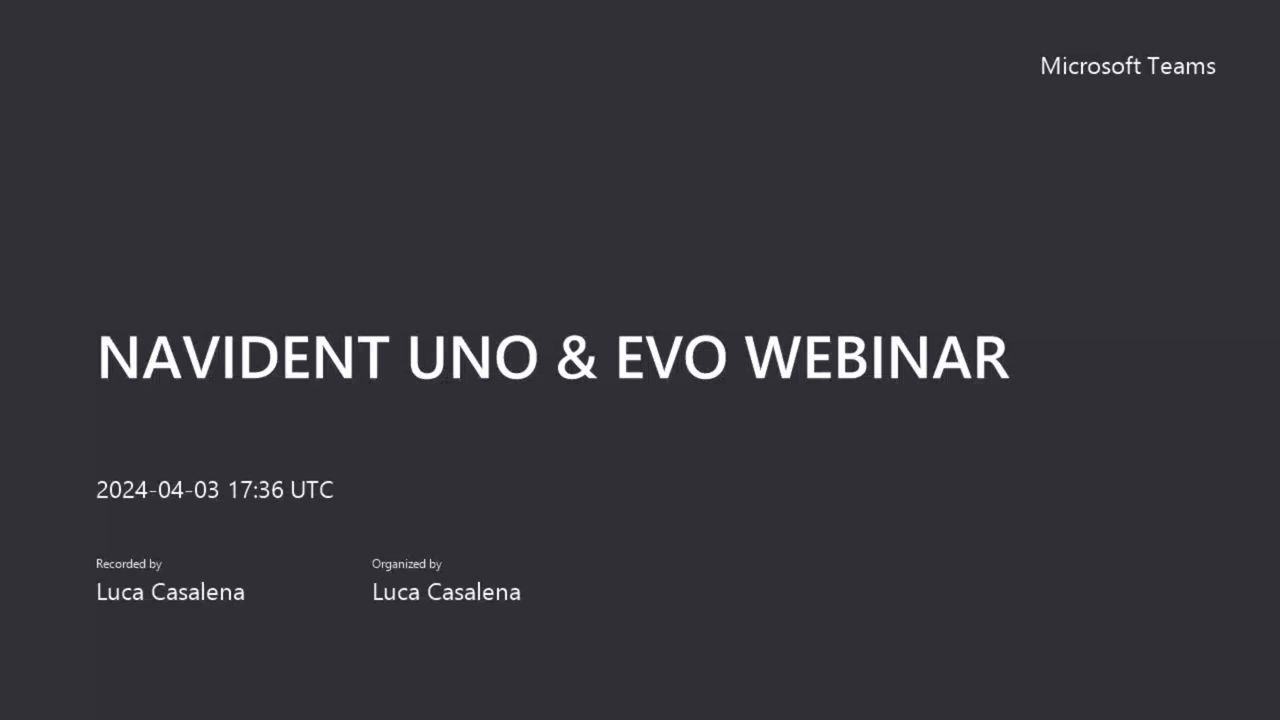 Microsoft Teams
NAVIDENT UNO & EVO WEBINAR
2024-04-03 17:36 UTC
Recorded by
Luca Casalena
Organized by
Luca Casalena